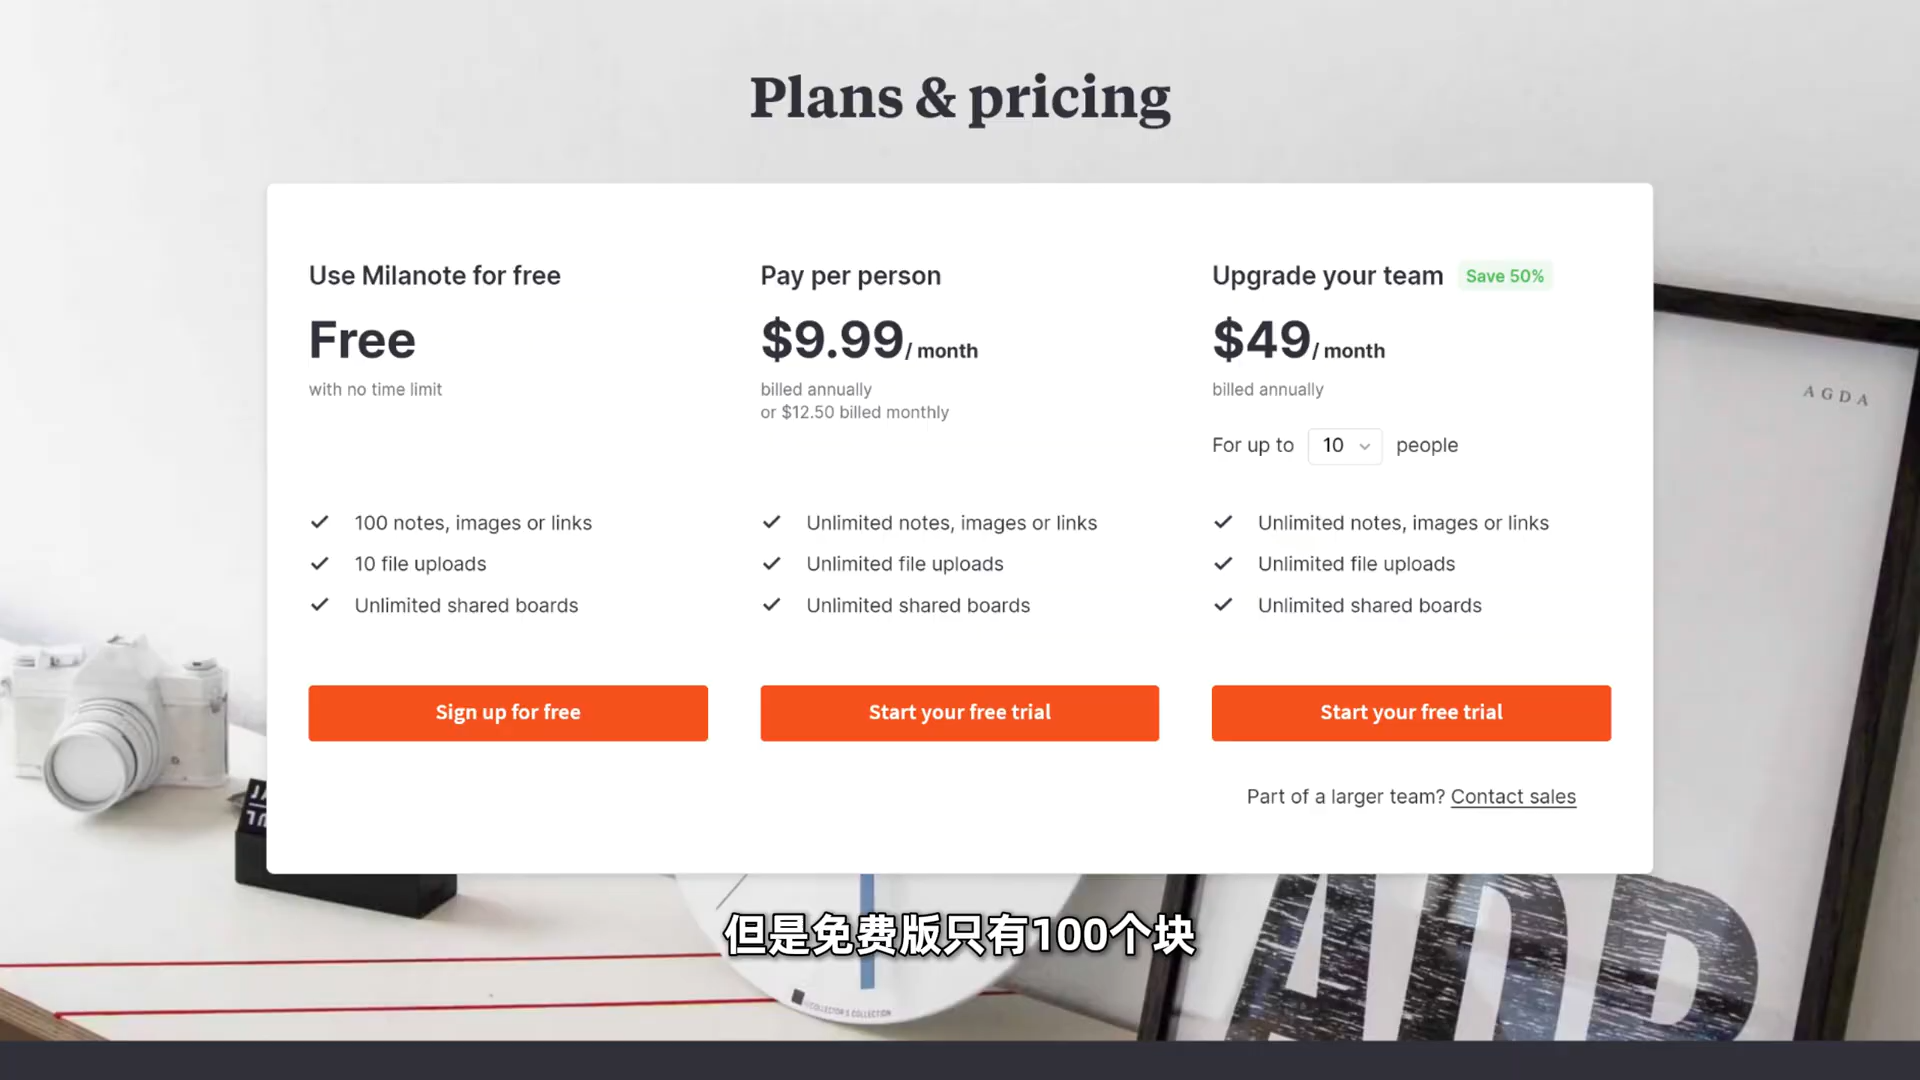 Plans & pricing
Use Milanote for free
Free
with no time limit
100 notes, images or links
10 file uploads
Unlimited shared boards
Sign up for free
Pay per person
$9.99/ month
billed annually
or $12.50 billed monthly
Unlimited notes, images or links
Unlimited file uploads
Unlimited shared boards
Start your free trial
Upgrade your team Save 50%
$49/ month
billed annually
For up to 10 people
Unlimited notes, images or links
Unlimited file uploads
Unlimited shared boards
Start your free trial
Part of a larger team? Contact sales
AGDA
但是免费版只有100个块
COLLECTOR'S COLLECTION